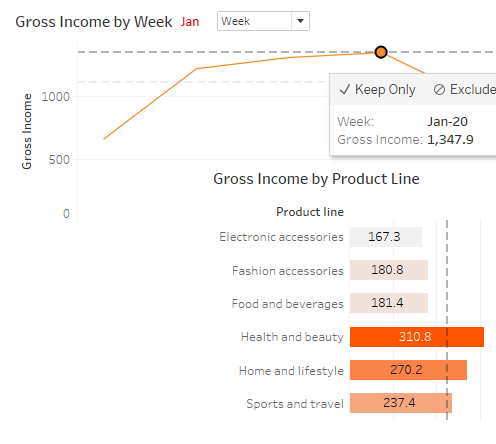 Gross Income by Week Jan Week
Gross Income
1000
500
0
Keep Only Exclude
Week: Jan-20
Gross Income: 1,347.9
Gross Income by Product Line
Product line
Electronic accessories 167.3
Fashion accessories 180.8
Food and beverages 181.4
Health and beauty 310.8
Home and lifestyle 270.2
Sports and travel 237.4